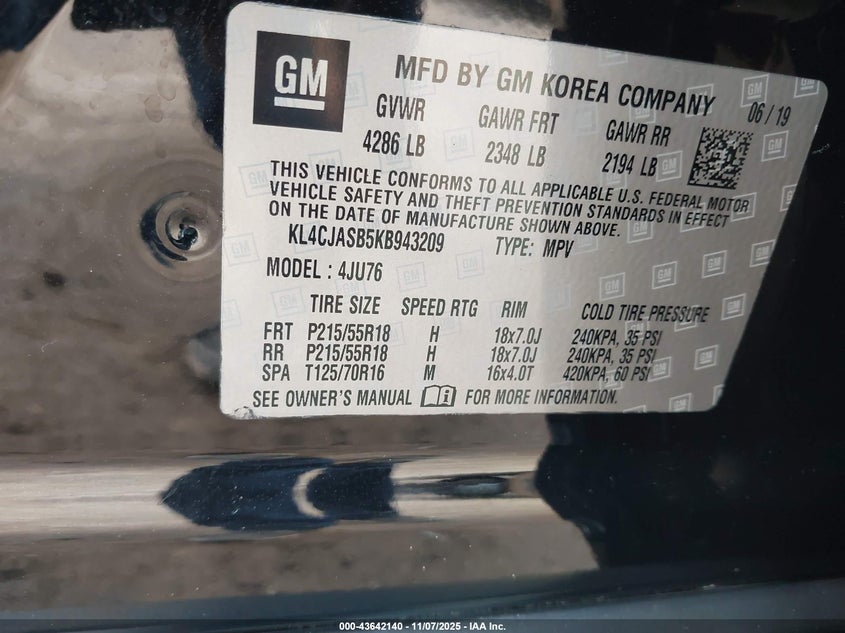 GM
MFD BY GM KOREA COMPANY
06 / 19
GVWR GAWR FRT GAWR RR
4286 LB 2348 LB 2194 LB
THIS VEHICLE CONFORMS TO ALL APPLICABLE U.S. FEDERAL MOTOR
VEHICLE SAFETY AND THEFT PREVENTION STANDARDS IN EFFECT
ON THE DATE OF MANUFACTURE SHOWN ABOVE.
KL4CJASB5KB943209 TYPE: MPV
MODEL : 4JU76
TIRE SIZE SPEED RTG RIM COLD TIRE PRESSURE
FRT P215/55R18 H 18x7.0J 240KPA, 35 PSI
RR P215/55R18 H 18x7.0J 240KPA, 35 PSI
SPA T125/70R16 M 16x4.0T 420KPA, 60 PSI
SEE OWNER'S MANUAL FOR MORE INFORMATION.
000-43642140 - 11/07/2025 - IAA Inc.